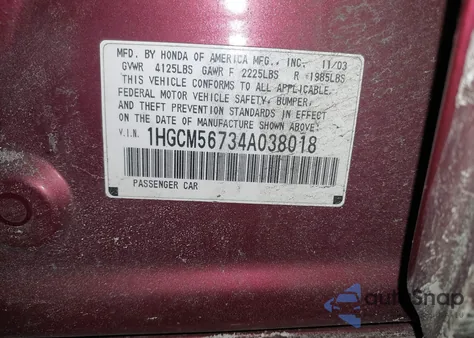 MFD. BY HONDA OF AMERICA MFG., INC. 11/03
GVWR 4125LBS GAWR F 2225LBS R 1985LBS
THIS VEHICLE CONFORMS TO ALL APPLICABLE
FEDERAL MOTOR VEHICLE SAFETY, BUMPER,
AND THEFT PREVENTION STANDARDS IN EFFECT
ON THE DATE OF MANUFACTURE SHOWN ABOVE.
V.I.N. 1HGCM56734A038018
PASSENGER CAR
autoSnap